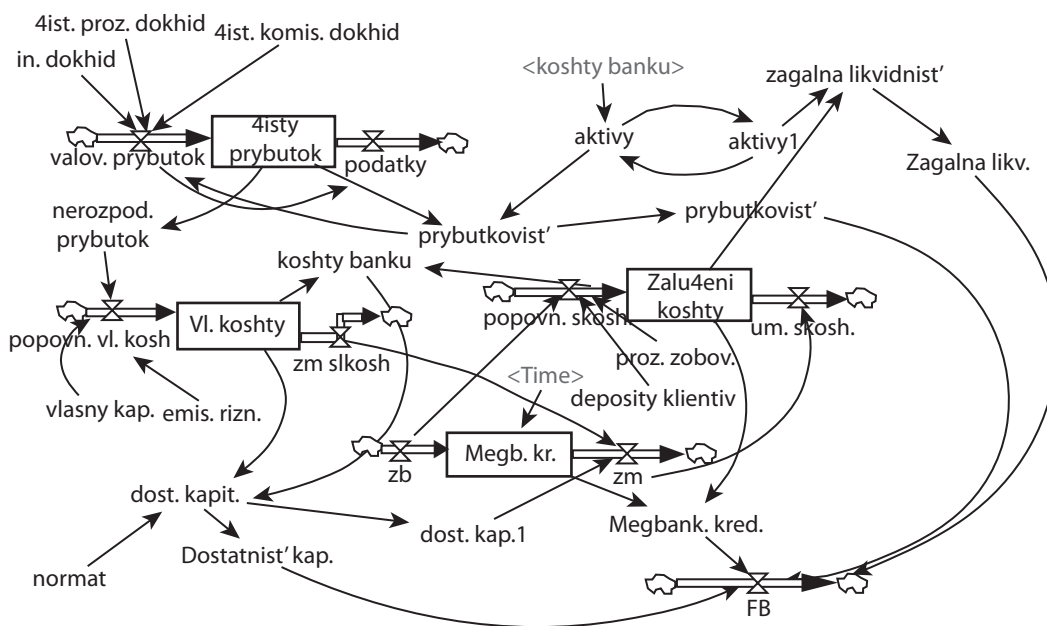 4ist. proz. dokhid
4ist. komis. dokhid
in. dokhid
<koshty banku>
zagalna likvidnist'
4isty
prybutok
valov. prybutok
podatky
aktivy
aktivy1
Zagalna likv.
nerozpod.
prybutok
prybutkovist'
prybutkovist'
koshty banku
Zalu4eni
koshty
popovn. skosh.
um. skosh.
Vl. koshty
popovn. vl. kosh
zm slkosh
proz. zobov.
<Time>
deposity klientiv
vlasny kap.
emis. rizn.
Megb. kr.
zb
zm
dost. kapit.
dost. kap.1
Megbank. kred.
Dostatnist' kap.
normat
FB